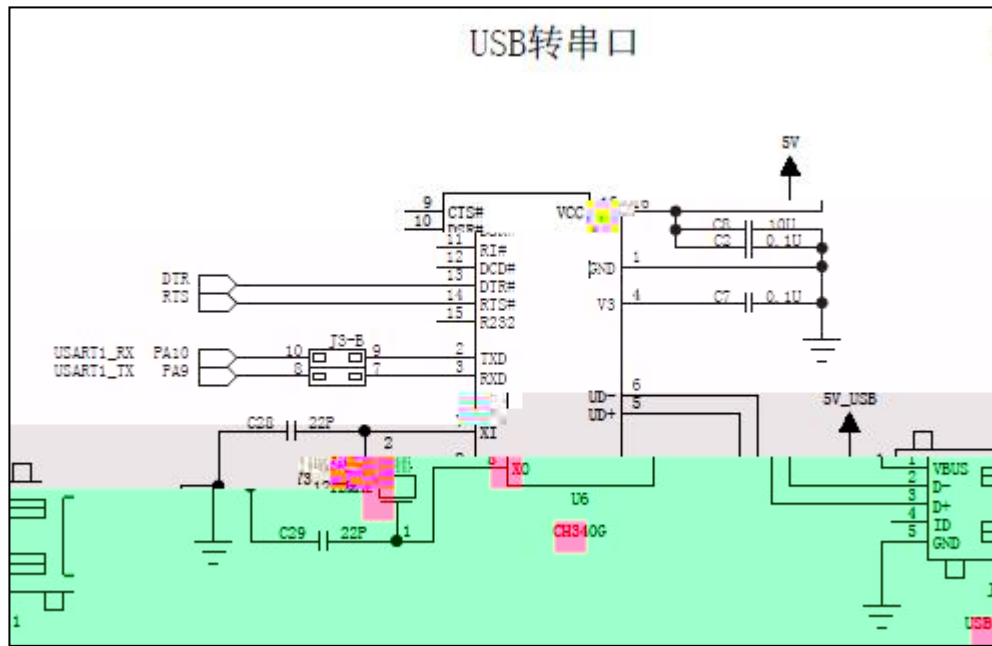 USB转串口
5V
9 CTS# VCC 16
10 DSR# C8 10U
11 RI# C2 0.1U
12 DCD# GND 1
DTR 13 DTR#
RTS 14 RTS# V3 4 C7 0.1U
15 R232
J3-B
USART1_RX PA10 10 9 2 TXD
USART1_TX PA9 8 7 3 RXD
UD- 6
UD+ 5 5V_USB
C28 22P XI
2
XO 1 VBUS
2 D-
U6 3 D+
4 ID
C29 22P 1 CH340G 5 GND
1 USB